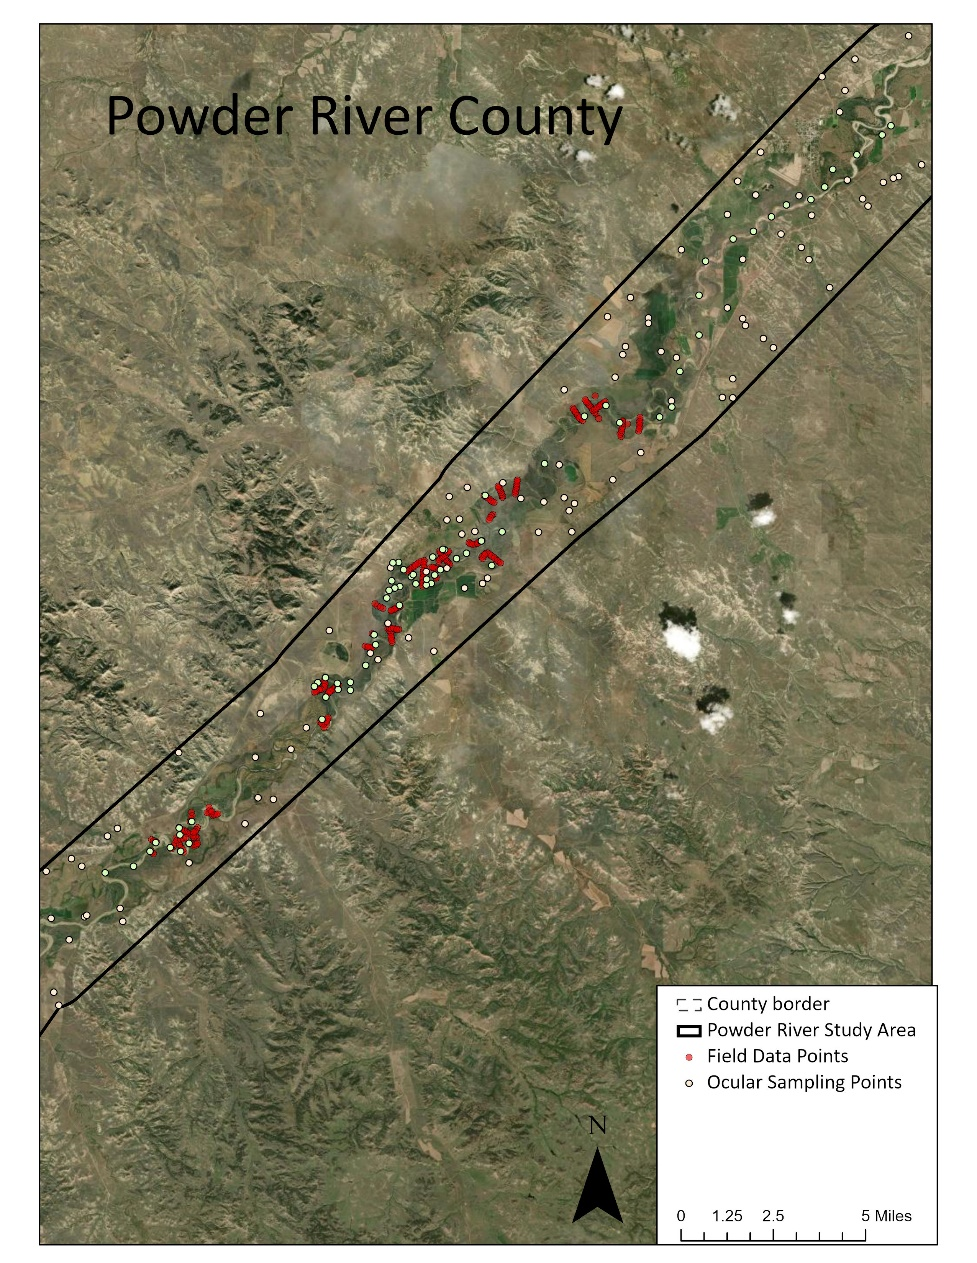 Powder River County
County border
Powder River Study Area
Field Data Points
Ocular Sampling Points
N
0 1.25 2.5 5 Miles